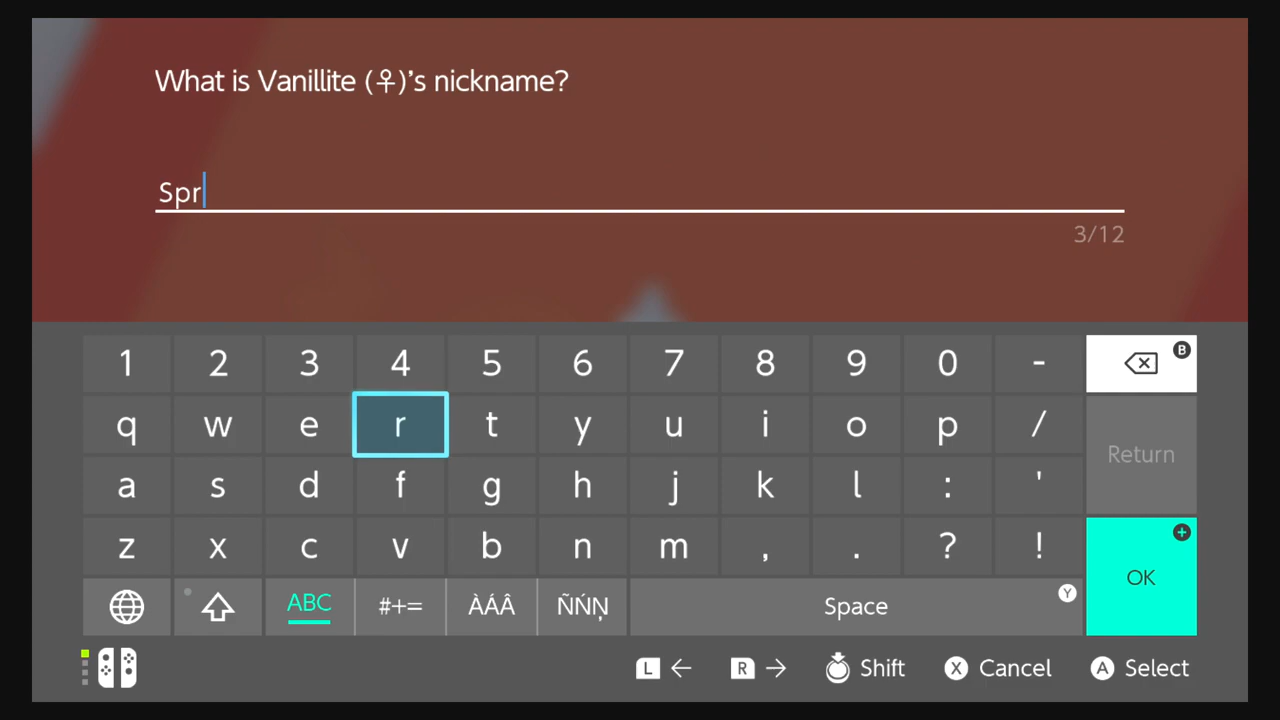 What is Vanillite (♀)'s nickname?
Spr
3/12
1 2 3 4 5 6 7 8 9 0 - B
q w e r t y u i o p / Return
a s d f g h j k l : '
z x c v b n m , . ? ! + OK
ABC #+= ÀÁÂ ÑŃŅ Space Y
L ← R → Shift X Cancel A Select